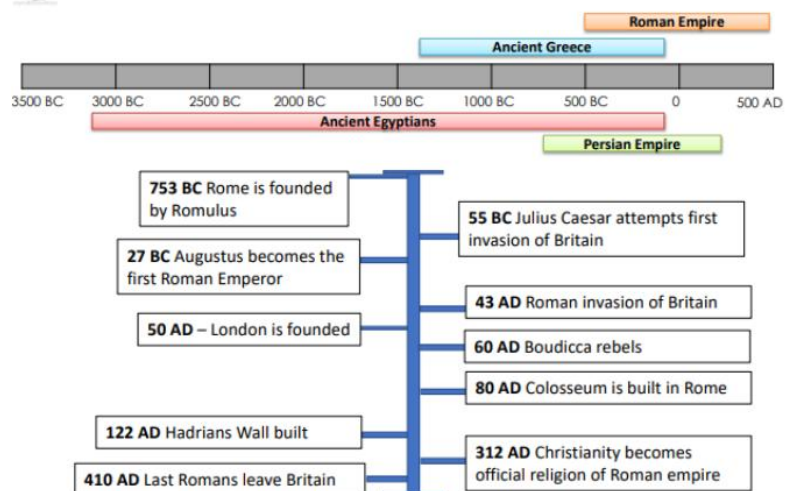 Roman Empire
Ancient Greece
3500 BC 3000 BC 2500 BC 2000 BC 1500 BC 1000 BC 500 BC 0 500 AD
Ancient Egyptians
Persian Empire
753 BC Rome is founded
by Romulus
55 BC Julius Caesar attempts first
invasion of Britain
27 BC Augustus becomes the
first Roman Emperor
43 AD Roman invasion of Britain
50 AD – London is founded
60 AD Boudicca rebels
80 AD Colosseum is built in Rome
122 AD Hadrians Wall built
312 AD Christianity becomes
official religion of Roman empire
410 AD Last Romans leave Britain